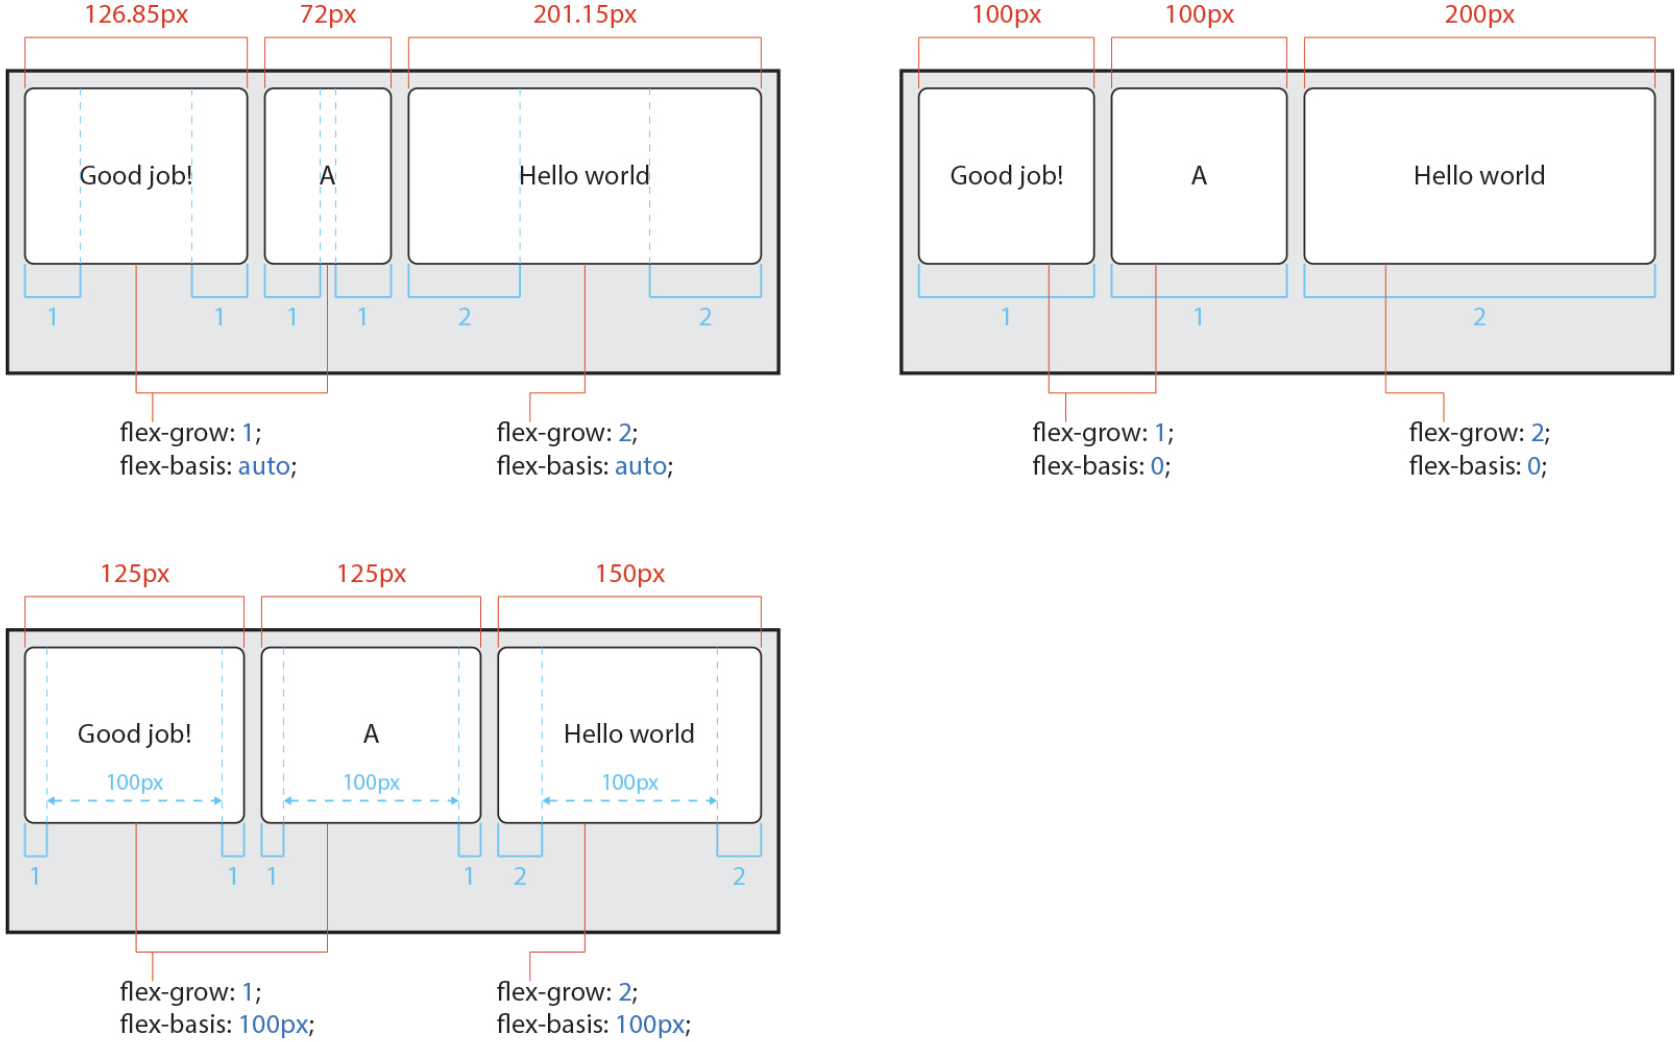 126.85px 72px 201.15px
Good job! A Hello world
1 1 1 1 2 2
flex-grow: 1; flex-grow: 2;
flex-basis: auto; flex-basis: auto;
100px 100px 200px
Good job! A Hello world
1 1 2
flex-grow: 1; flex-grow: 2;
flex-basis: 0; flex-basis: 0;
125px 125px 150px
Good job! A Hello world
100px 100px 100px
1 1 1 1 2 2
flex-grow: 1; flex-grow: 2;
flex-basis: 100px; flex-basis: 100px;